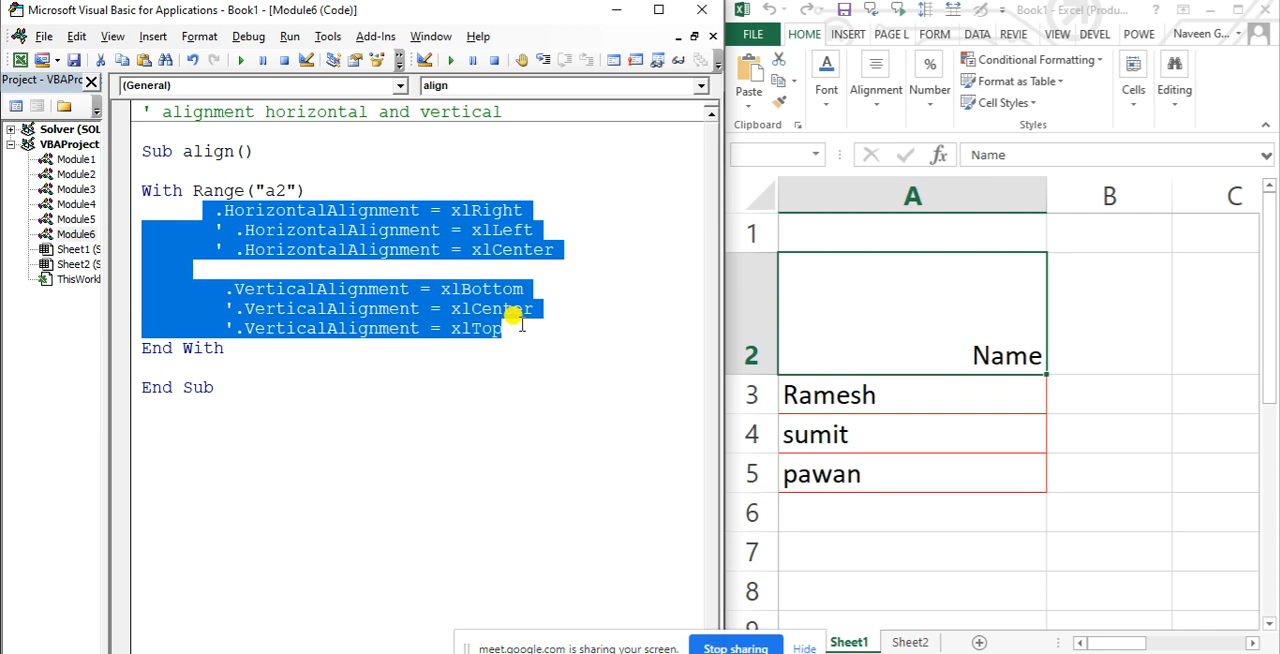 Microsoft Visual Basic for Applications - Book1 - [Module6 (Code)]
File Edit View Insert Format Debug Run Tools Add-Ins Window Help
Project - VBAProj
(General)
align
Solver (SOL
VBAProject
Module1
Module2
Module3
Module4
Module5
Module6
Sheet1 (S
Sheet2 (S
ThisWorkl
' alignment horizontal and vertical
Sub align()
With Range("a2")
.HorizontalAlignment = xlRight
' .HorizontalAlignment = xlLeft
' .HorizontalAlignment = xlCenter
.VerticalAlignment = xlBottom
'.VerticalAlignment = xlCenter
'.VerticalAlignment = xlTop
End With
End Sub
Book1 - Excel (Produ...
FILE HOME INSERT PAGE L FORM DATA REVIE VIEW DEVEL POWE Naveen G...
Paste
Clipboard
Font
Alignment
Number
Conditional Formatting
Format as Table
Cell Styles
Styles
Cells
Editing
fx Name
A B C
1
2 Name
3 Ramesh
4 sumit
5 pawan
6
7
8
9
Sheet1 Sheet2
meet.google.com is sharing your screen. Stop sharing Hide